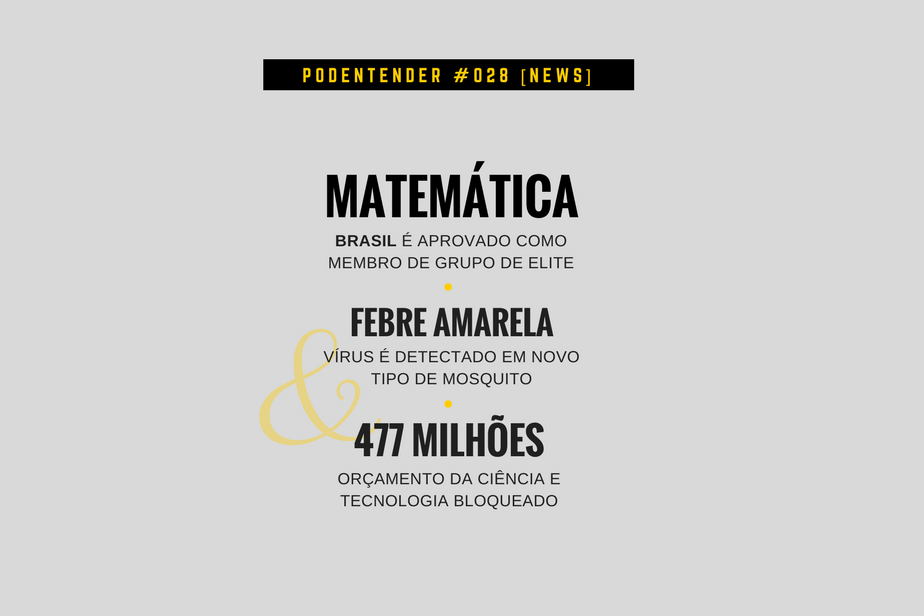 PODENTENDER #028 [NEWS]
MATEMÁTICA
BRASIL É APROVADO COMO
MEMBRO DE GRUPO DE ELITE
FEBRE AMARELA
&
VÍRUS É DETECTADO EM NOVO
TIPO DE MOSQUITO
477 MILHÕES
ORÇAMENTO DA CIÊNCIA E
TECNOLOGIA BLOQUEADO